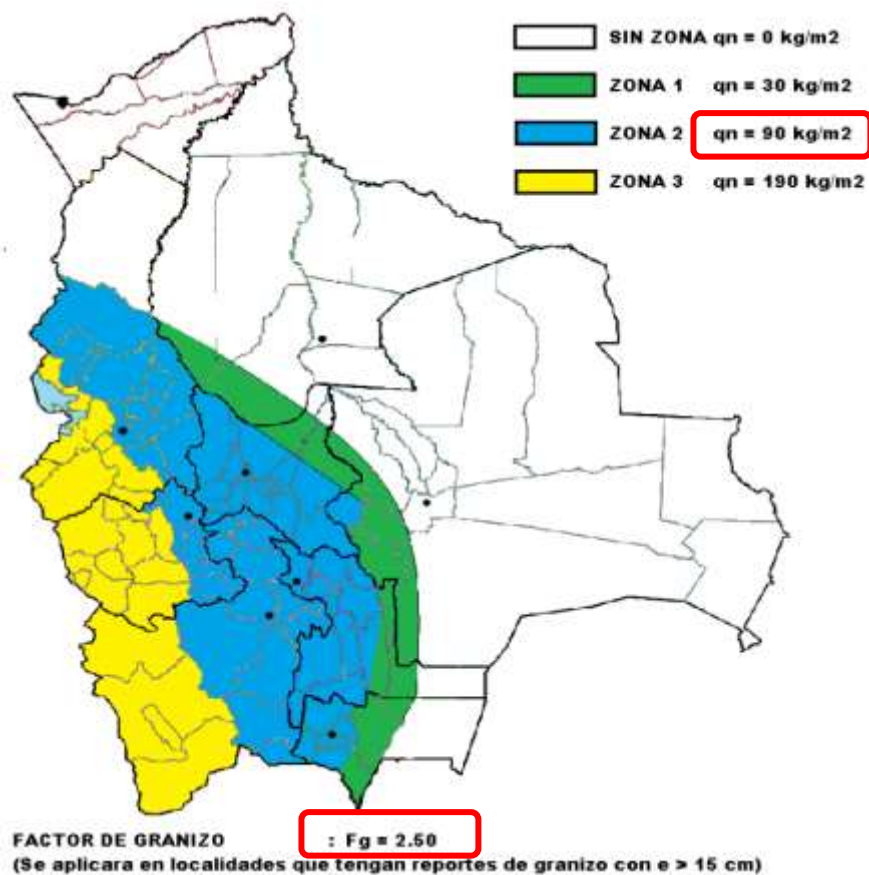 SIN ZONA qn = 0 kg/m2
ZONA 1 qn = 30 kg/m2
ZONA 2 qn = 90 kg/m2
ZONA 3 qn = 190 kg/m2
FACTOR DE GRANIZO : Fg = 2.50
(Se aplicara en localidades que tengan reportes de granizo con e > 15 cm)